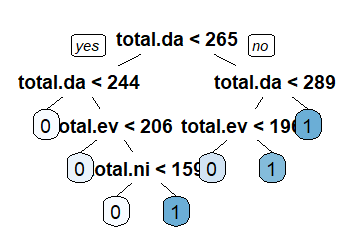 total.da < 265
yes
no
total.da < 244
total.da < 289
0
otal.ev < 206
total.ev < 196
1
0
otal.ni < 159
0
1
0
1